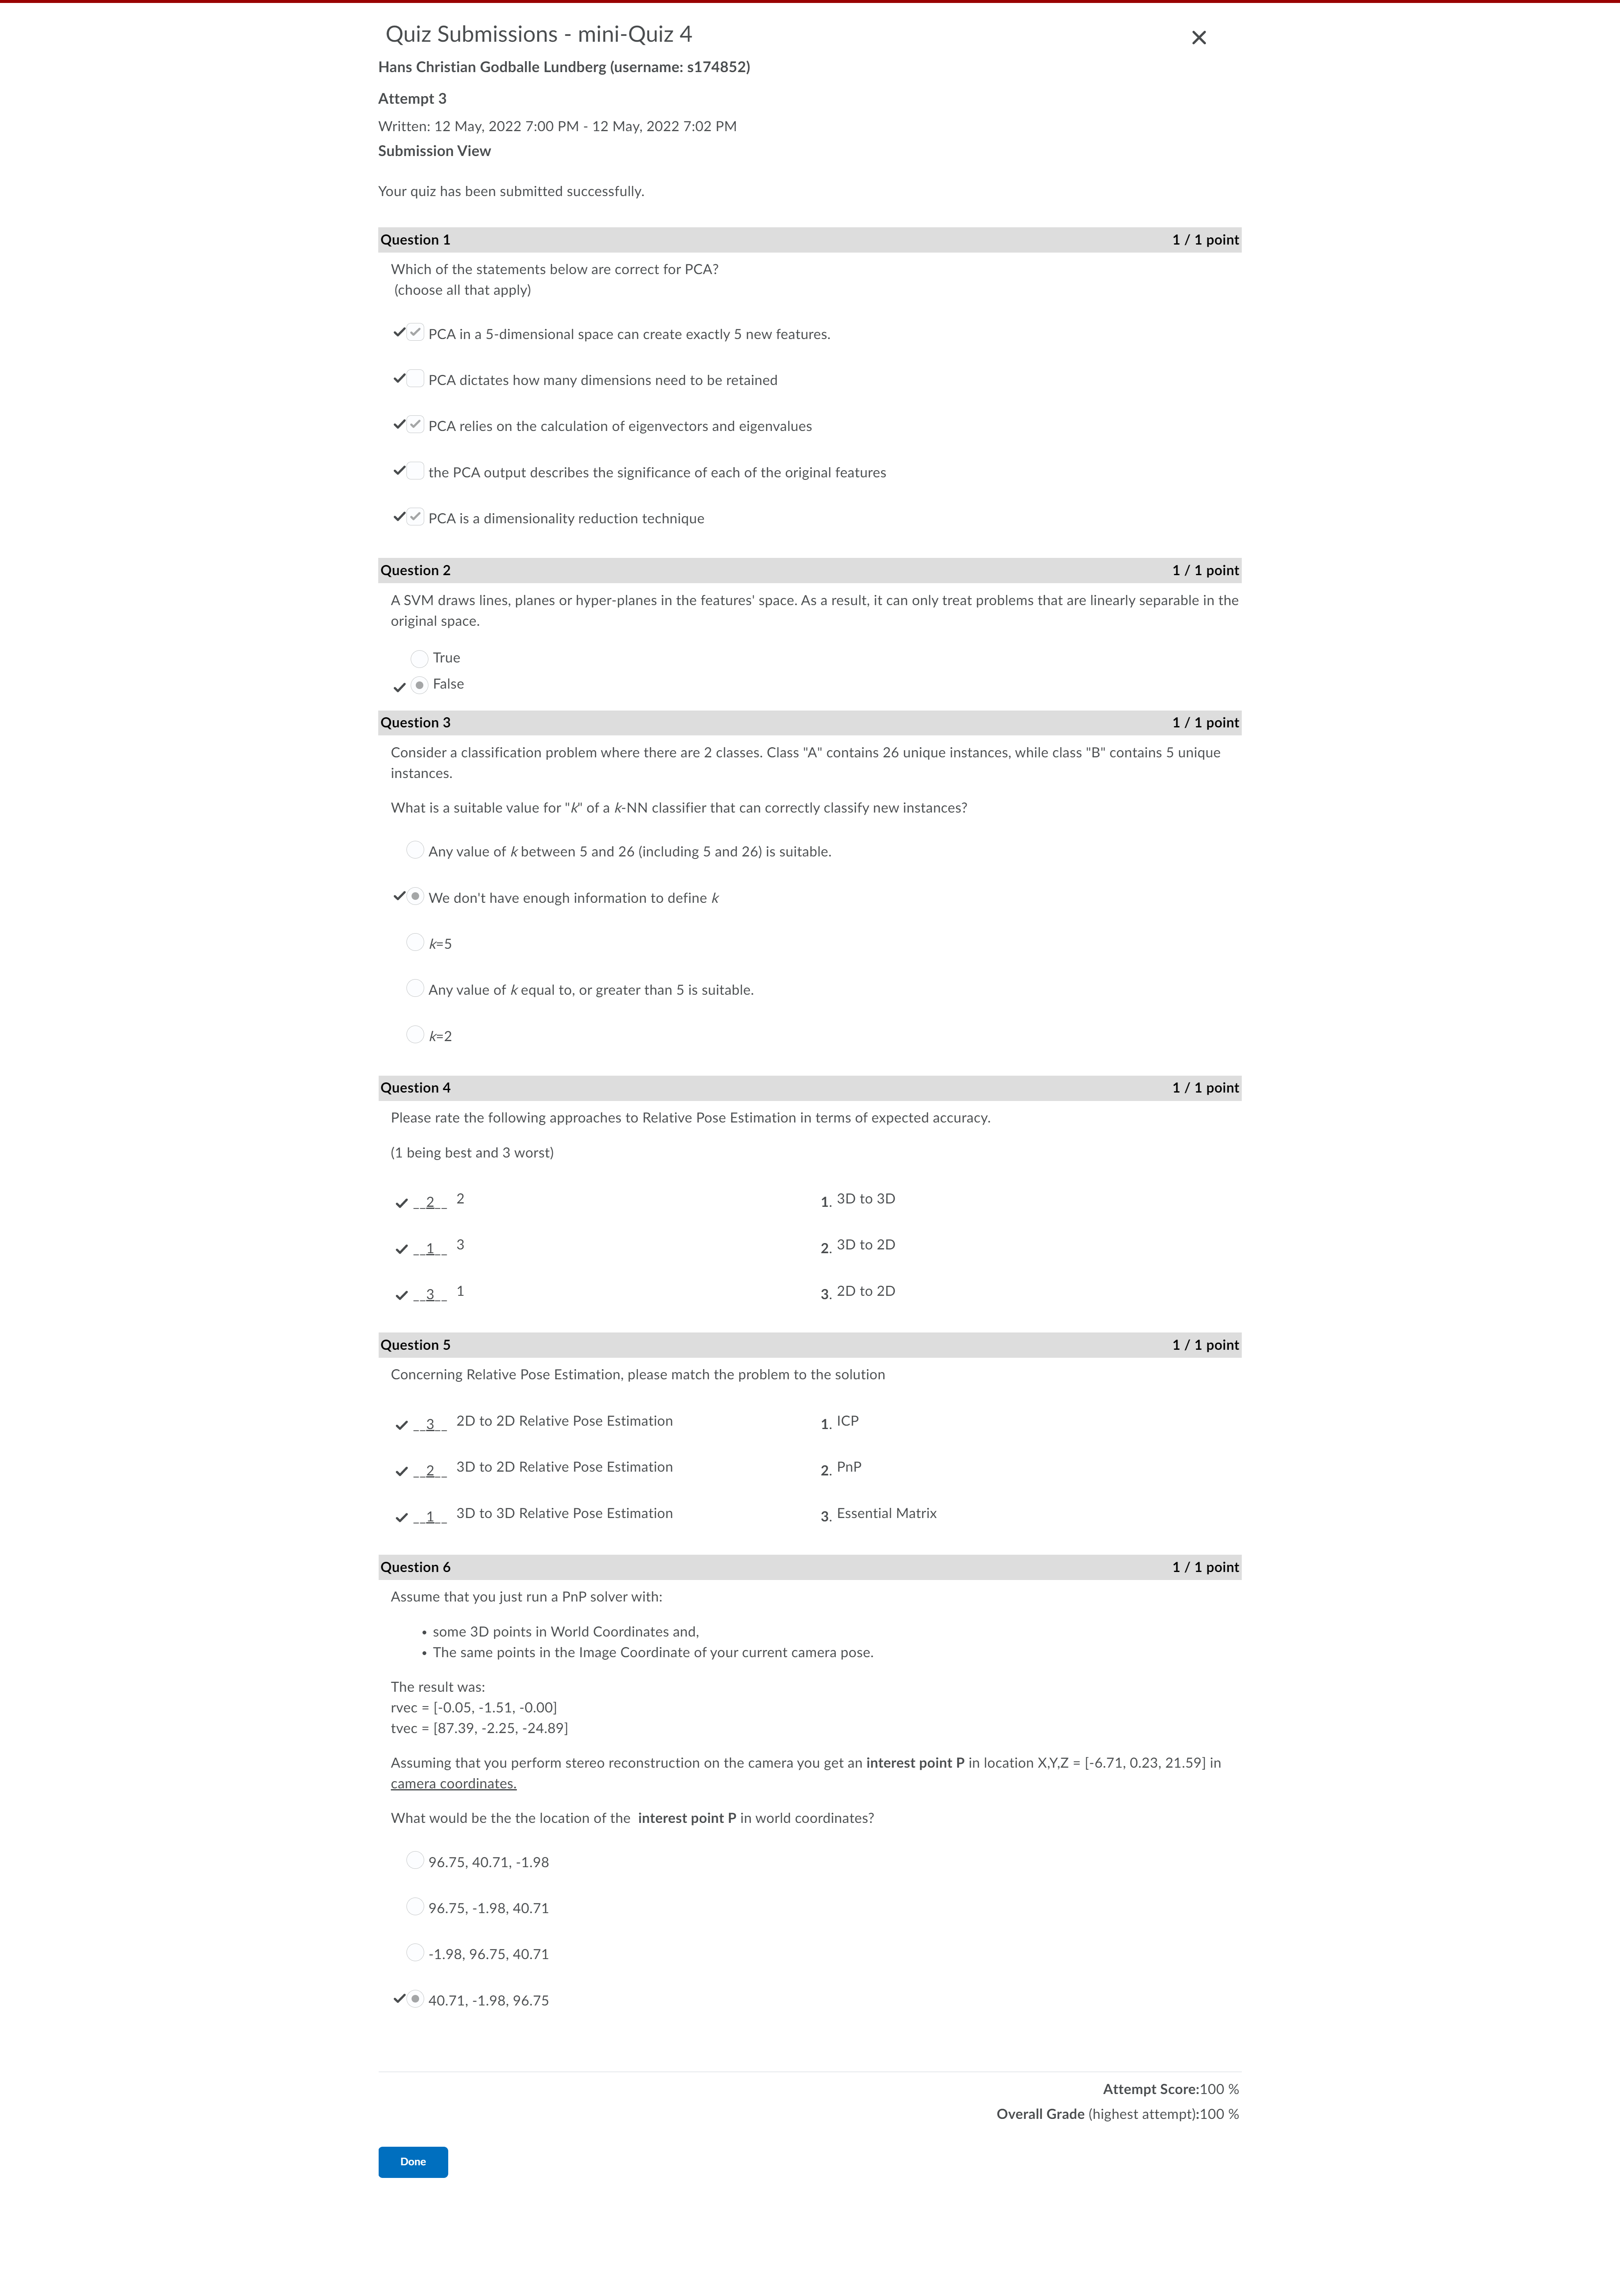 Quiz Submissions - mini-Quiz 4
Hans Christian Godballe Lundberg (username: s174852)
Attempt 3
Written: 12 May, 2022 7:00 PM - 12 May, 2022 7:02 PM
Submission View
Your quiz has been submitted successfully.
Question 1 1 / 1 point
Which of the statements below are correct for PCA?
(choose all that apply)
PCA in a 5-dimensional space can create exactly 5 new features.
PCA dictates how many dimensions need to be retained
PCA relies on the calculation of eigenvectors and eigenvalues
the PCA output describes the significance of each of the original features
PCA is a dimensionality reduction technique
Question 2 1 / 1 point
A SVM draws lines, planes or hyper-planes in the features' space. As a result, it can only treat problems that are linearly separable in the
original space.
True
False
Question 3 1 / 1 point
Consider a classification problem where there are 2 classes. Class "A" contains 26 unique instances, while class "B" contains 5 unique
instances.
What is a suitable value for "k" of a k-NN classifier that can correctly classify new instances?
Any value of k between 5 and 26 (including 5 and 26) is suitable.
We don't have enough information to define k
k=5
Any value of k equal to, or greater than 5 is suitable.
k=2
Question 4 1 / 1 point
Please rate the following approaches to Relative Pose Estimation in terms of expected accuracy.
(1 being best and 3 worst)
__2__ 2 1. 3D to 3D
__1__ 3 2. 3D to 2D
__3__ 1 3. 2D to 2D
Question 5 1 / 1 point
Concerning Relative Pose Estimation, please match the problem to the solution
__3__ 2D to 2D Relative Pose Estimation 1. ICP
__2__ 3D to 2D Relative Pose Estimation 2. PnP
__1__ 3D to 3D Relative Pose Estimation 3. Essential Matrix
Question 6 1 / 1 point
Assume that you just run a PnP solver with:
• some 3D points in World Coordinates and,
• The same points in the Image Coordinate of your current camera pose.
The result was:
rvec = [-0.05, -1.51, -0.00]
tvec = [87.39, -2.25, -24.89]
Assuming that you perform stereo reconstruction on the camera you get an interest point P in location X,Y,Z = [-6.71, 0.23, 21.59] in
camera coordinates.
What would be the the location of the interest point P in world coordinates?
96.75, 40.71, -1.98
96.75, -1.98, 40.71
-1.98, 96.75, 40.71
40.71, -1.98, 96.75
Attempt Score:100 %
Overall Grade (highest attempt):100 %
Done